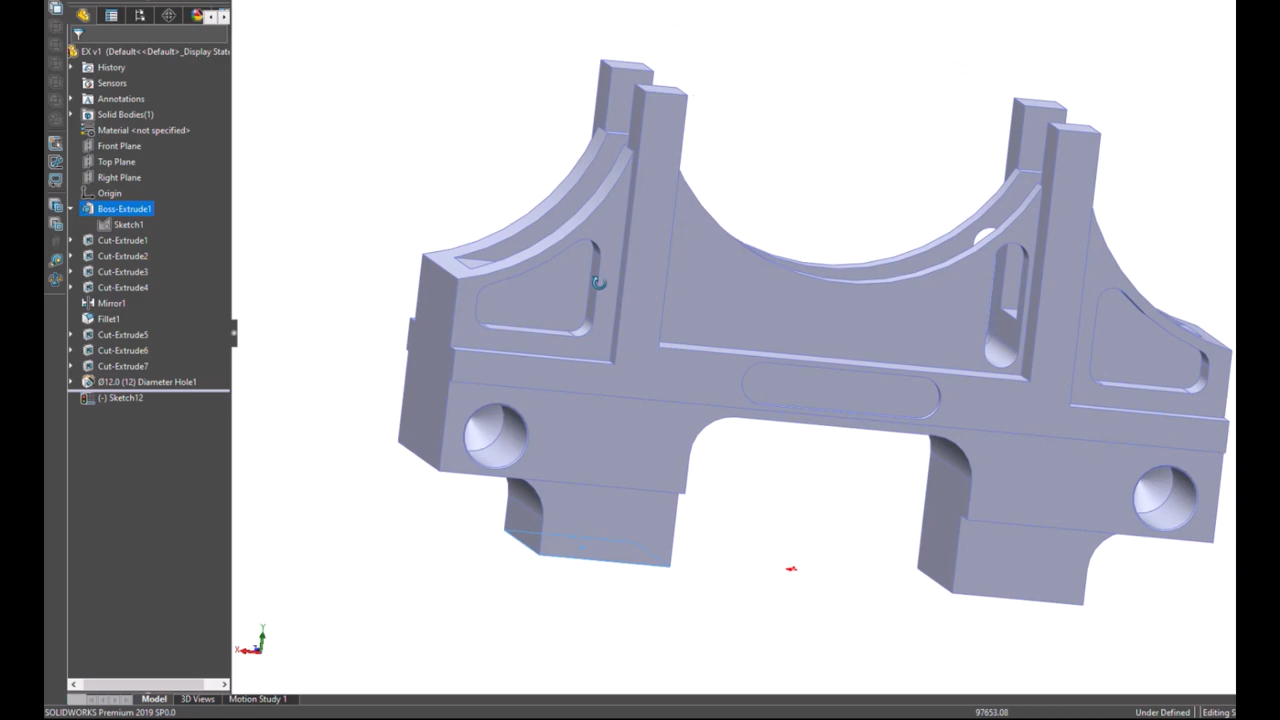 EX v1 (Default<<Default>_Display State
History
Sensors
Annotations
Solid Bodies(1)
Material <not specified>
Front Plane
Top Plane
Right Plane
Origin
Boss-Extrude1
Sketch1
Cut-Extrude1
Cut-Extrude2
Cut-Extrude3
Cut-Extrude4
Mirror1
Fillet1
Cut-Extrude5
Cut-Extrude6
Cut-Extrude7
Ø12.0 (12) Diameter Hole1
(-) Sketch12
Y
X
Model 3D Views Motion Study 1
SOLIDWORKS Premium 2019 SP0.0 97653.08 Under Defined Editing S